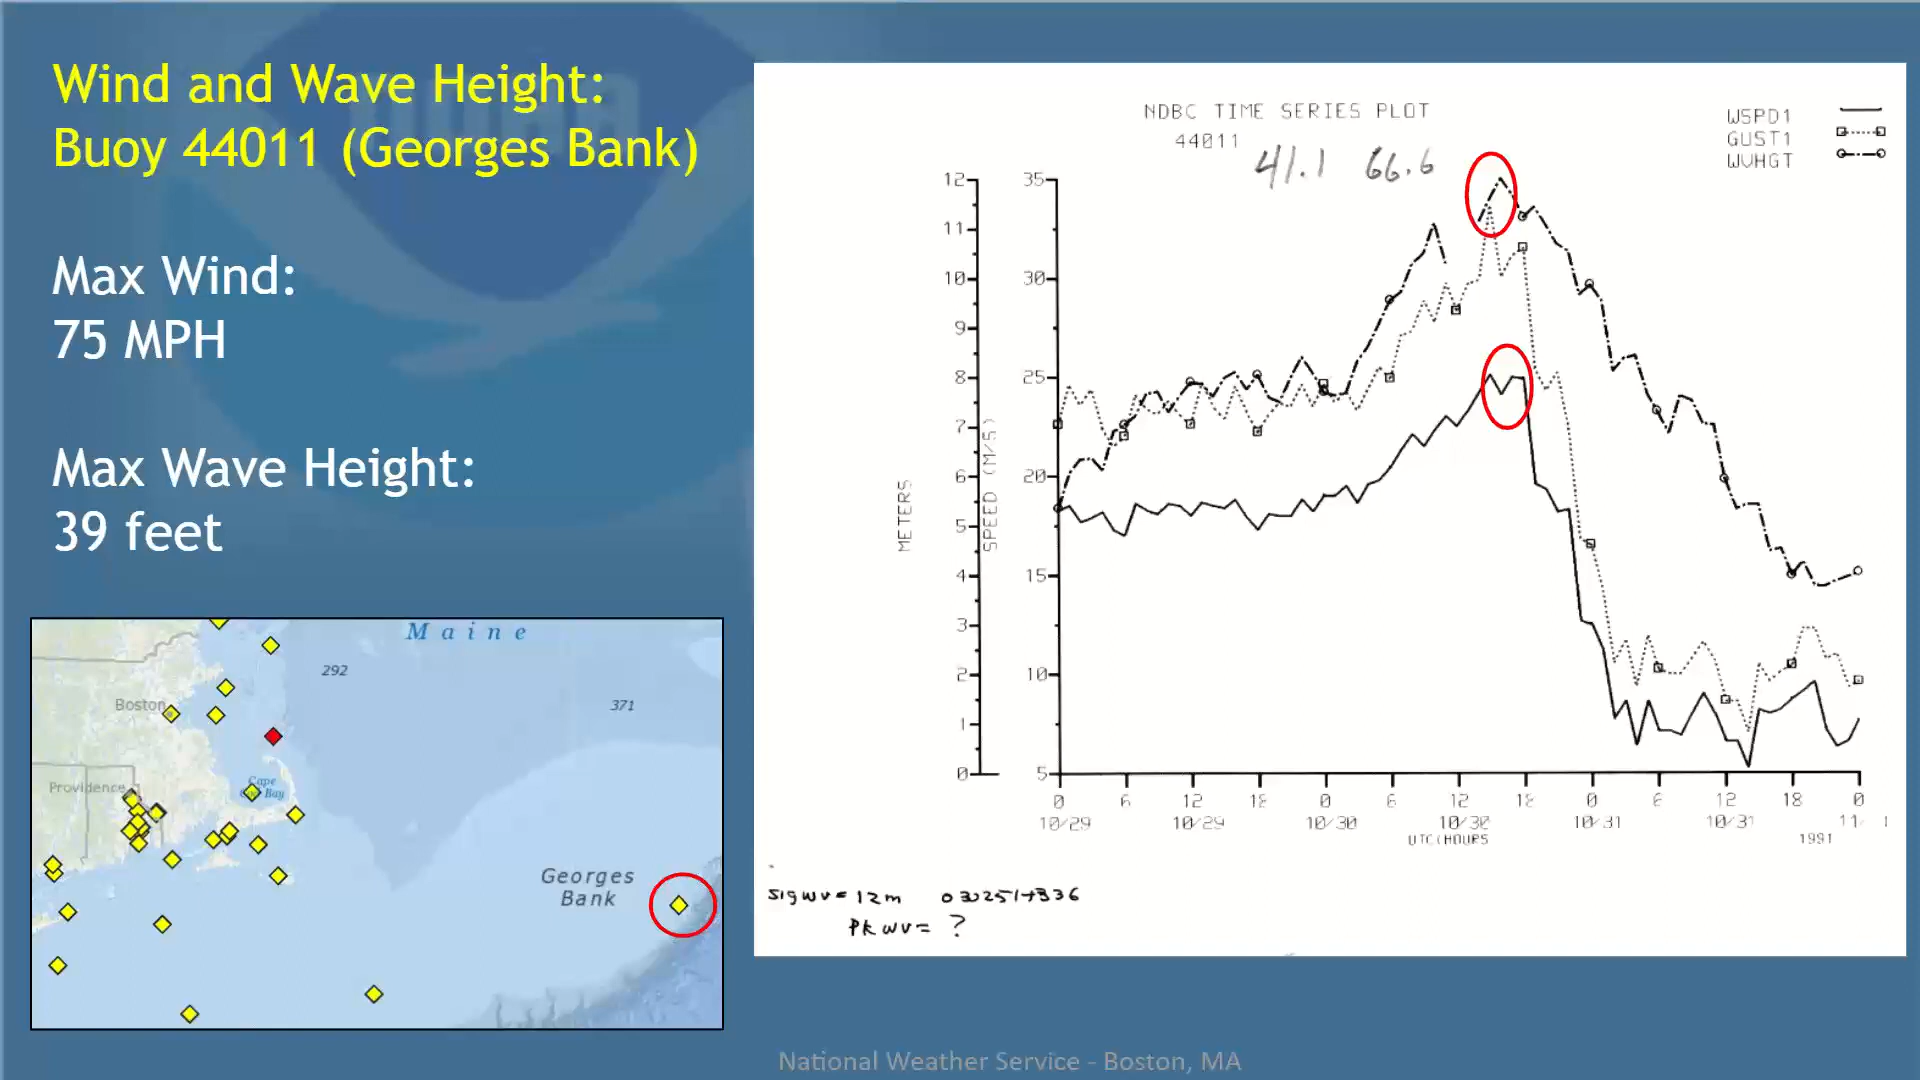 Wind and Wave Height:
Buoy 44011 (Georges Bank)
Max Wind:
75 MPH
Max Wave Height:
39 feet
NDBC TIME SERIES PLOT
44011
41.1 66.6
WSPD1
GUST1
WVHGT
12
11
10
9
8
7
6
5
4
3
2
1
0
METERS
35
30
25
20
15
10
5
SPEED (M/S)
0 6 12 18 0 6 12 18 0 6 12 18 0
10/29 10/29 10/30 10/30 10/31 10/31 11/ 1
UTC(HOURS
1991
SIGWV = 12m
PKWV = ?
Maine
292
371
Boston
Providence
Cape
Cod Bay
Georges
Bank
National Weather Service - Boston, MA